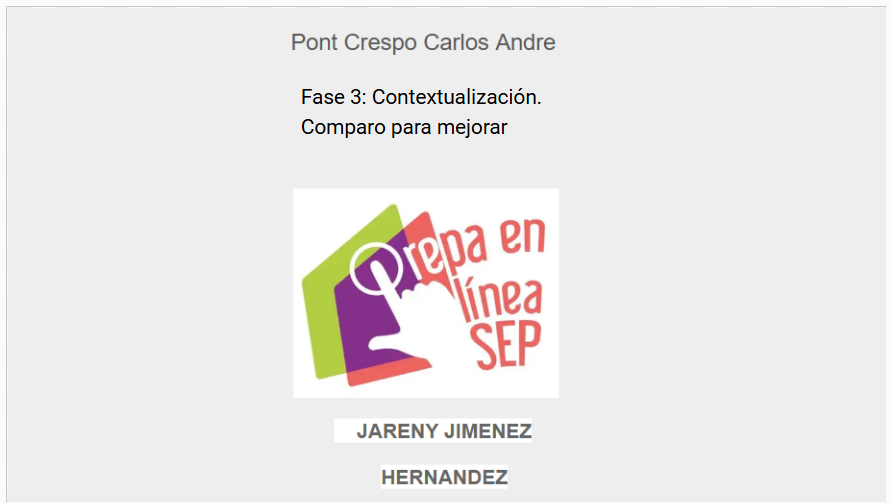 Pont Crespo Carlos Andre
Fase 3: Contextualización.
Comparo para mejorar
Prepa en
línea
SEP
JARENY JIMENEZ
HERNANDEZ